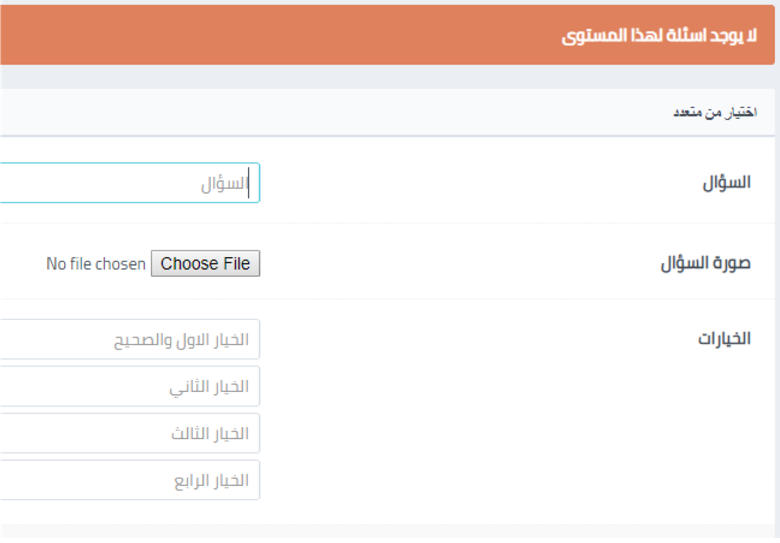 لا يوجد اسئلة لهذا المستوى
اختيار من متعدد
السؤال
السؤال
صورة السؤال
Choose File No file chosen
الخيارات
الخيار الاول والصحيح
الخيار الثاني
الخيار الثالث
الخيار الرابع